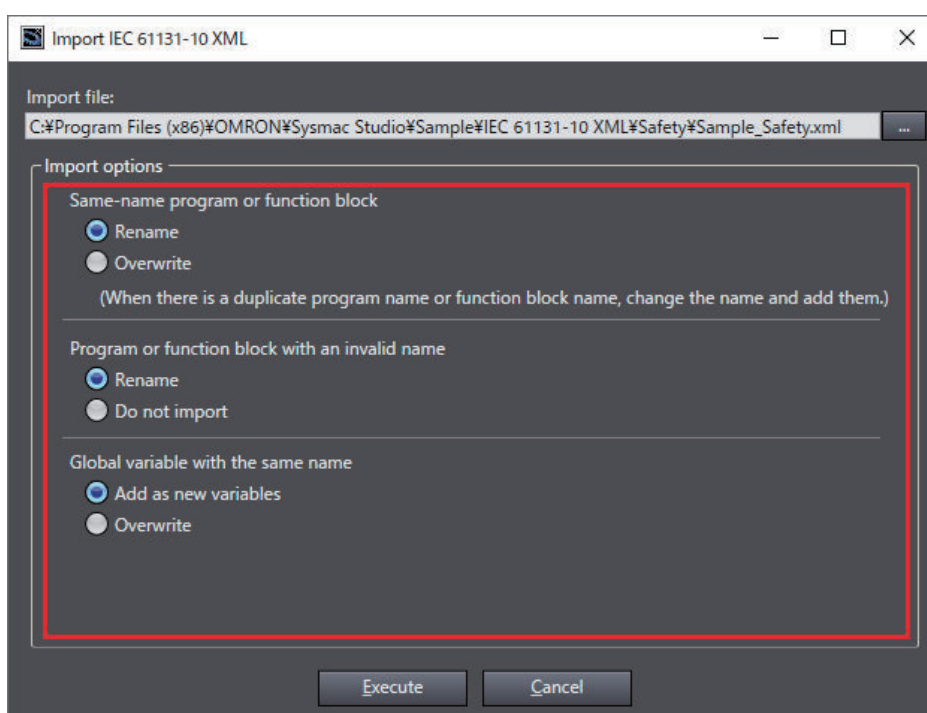 Import IEC 61131-10 XML
Import file:
C:¥Program Files (x86)¥OMRON¥Sysmac Studio¥Sample¥IEC 61131-10 XML¥Safety¥Sample_Safety.xml
...
Import options
Same-name program or function block
Rename
Overwrite
(When there is a duplicate program name or function block name, change the name and add them.)
Program or function block with an invalid name
Rename
Do not import
Global variable with the same name
Add as new variables
Overwrite
Execute Cancel